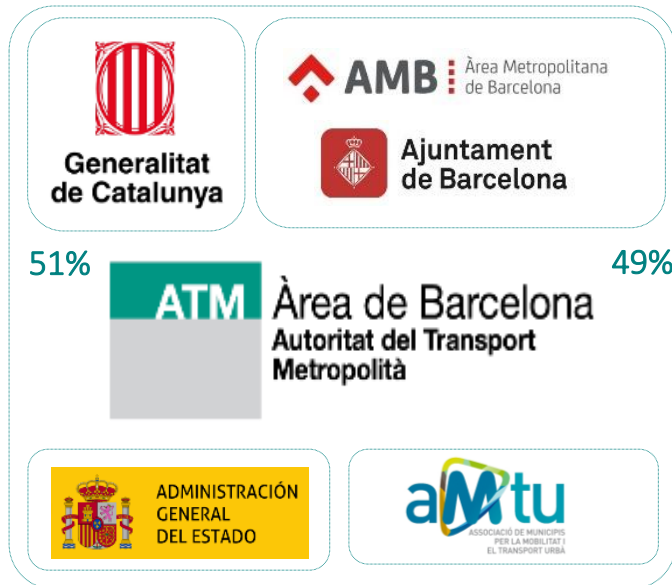 Generalitat
de Catalunya
AMB Àrea Metropolitana
de Barcelona
Ajuntament
de Barcelona
51%
49%
ATM Àrea de Barcelona
Autoritat del Transport
Metropolità
ADMINISTRACIÓN
GENERAL
DEL ESTADO
aMtu
ASSOCIACIÓ DE MUNICIPIS
PER LA MOBILITAT I
EL TRANSPORT URBÀ